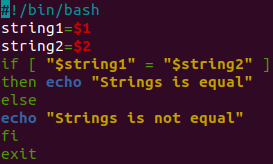 #!/bin/bash
string1=$1
string2=$2
if [ "$string1" = "$string2" ]
then echo "Strings is equal"
else
echo "Strings is not equal"
fi
exit